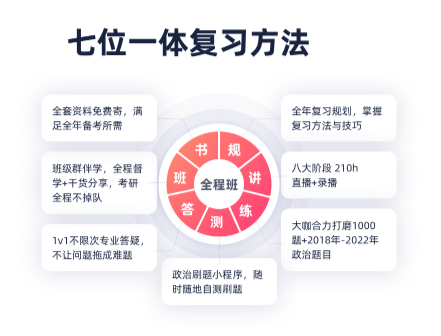 七位一体复习方法
全套资料免费寄，满
足全年备考所需
全年复习规划，掌握
复习方法与技巧
班级群伴学，全程督
学+干货分享，考研
全程不掉队
书
规
班
讲
全程班
答
练
测
八大阶段 210h
直播+录播
1v1不限次专业答疑，
不让问题拖成难题
大咖合力打磨1000
题+2018年-2022年
政治题目
政治刷题小程序，随
时随地自测刷题